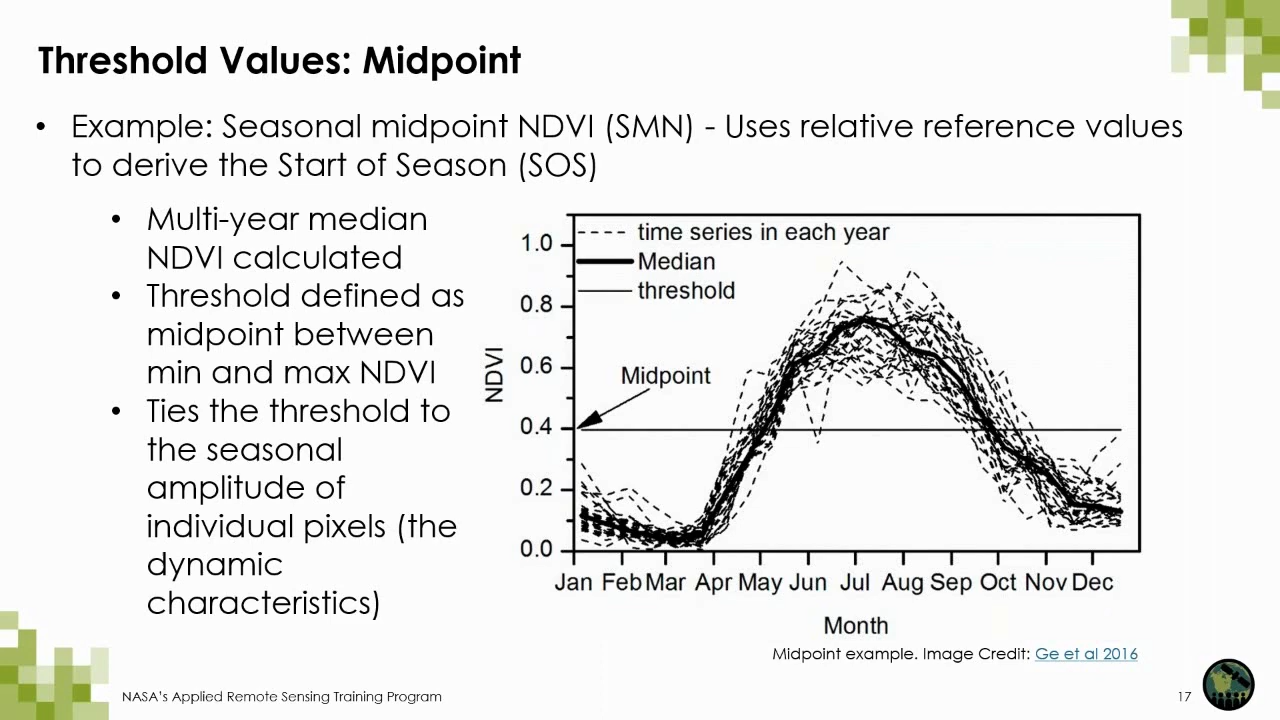 Threshold Values: Midpoint
• Example: Seasonal midpoint NDVI (SMN) - Uses relative reference values
to derive the Start of Season (SOS)
• Multi-year median
NDVI calculated
• Threshold defined as
midpoint between
min and max NDVI
• Ties the threshold to
the seasonal
amplitude of
individual pixels (the
dynamic
characteristics)
time series in each year
Median
threshold
Midpoint
NDVI
1.0
0.8
0.6
0.4
0.2
0.0
Jan Feb Mar Apr May Jun Jul Aug Sep Oct Nov Dec
Month
Midpoint example. Image Credit: Ge et al 2016
NASA's Applied Remote Sensing Training Program
17